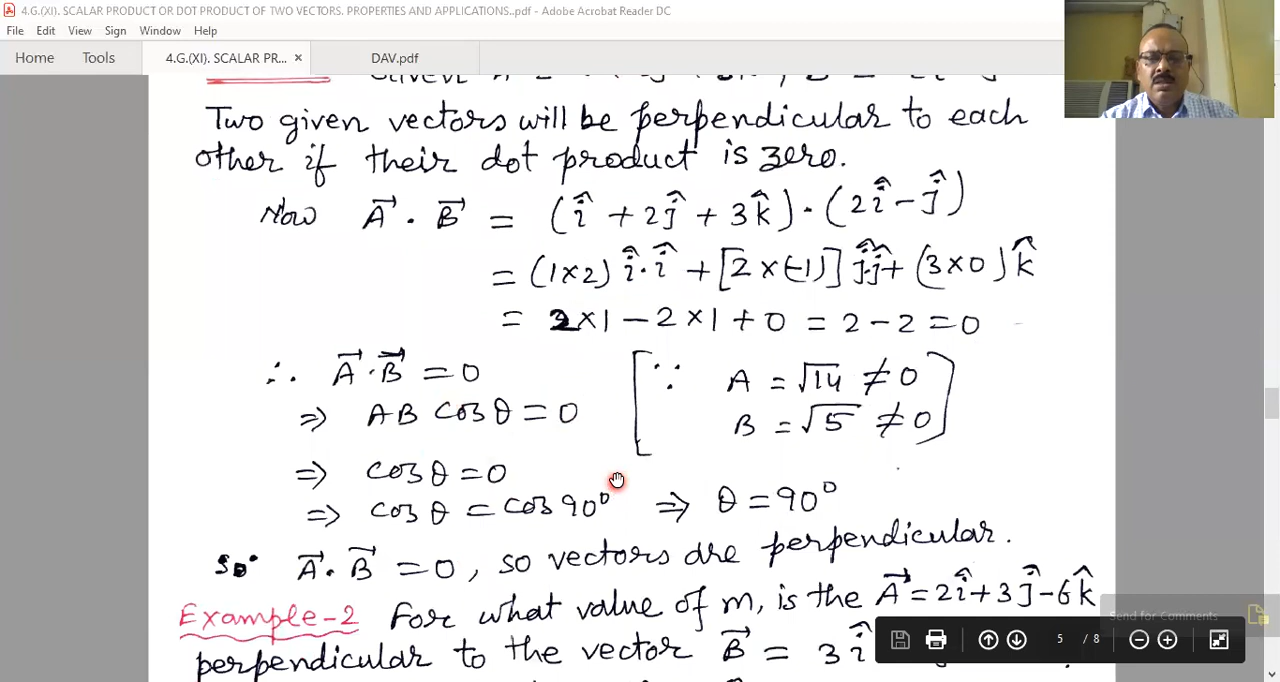 4.G.(XI). SCALAR PRODUCT OR DOT PRODUCT OF TWO VECTORS. PROPERTIES AND APPLICATIONS..pdf - Adobe Acrobat Reader DC
File Edit View Sign Window Help
Home Tools 4.G.(XI). SCALAR PR... × DAV.pdf
Two given vectors will be perpendicular to each
other if their dot product is zero.
Now A⃗ . B⃗ = (î + 2ĵ + 3k̂) · (2î − ĵ)
= (1×2) î·î + [2×(-1)] ĵ·ĵ + (3×0) k̂
= 2×1 − 2×1 + 0 = 2 − 2 = 0
∴ A⃗ · B⃗ = 0 [∵ A = √14 ≠ 0
⇒ AB cosθ = 0 B = √5 ≠ 0]
⇒ cosθ = 0
⇒ cosθ = cos 90° ⇒ θ = 90°
So A⃗ . B⃗ = 0, so vectors are perpendicular.
Example-2 For what value of m, is the A⃗ = 2î + 3ĵ − 6k̂
Send for Comments
perpendicular to the vector B⃗ = 3î
5 / 8